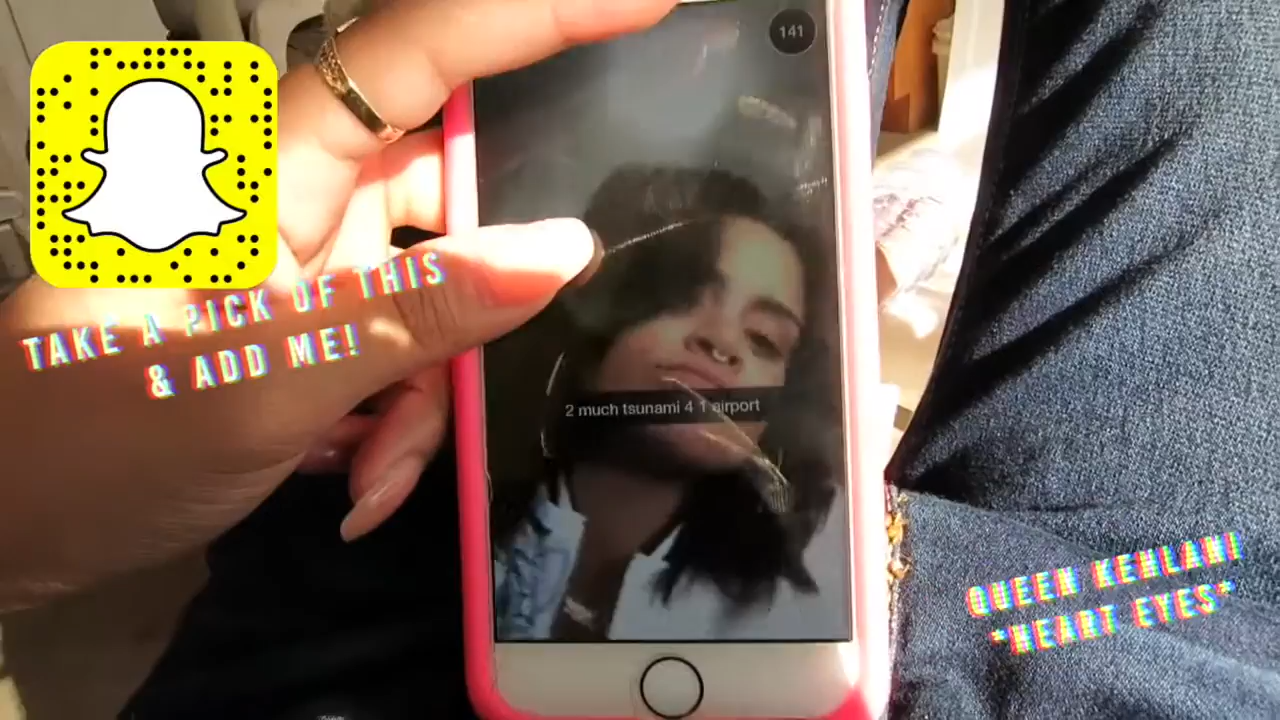 141
TAKE A PICK OF THIS
& ADD ME!
2 much tsunami 4 1 airport
QUEEN KEHLANI
*HEART EYES*